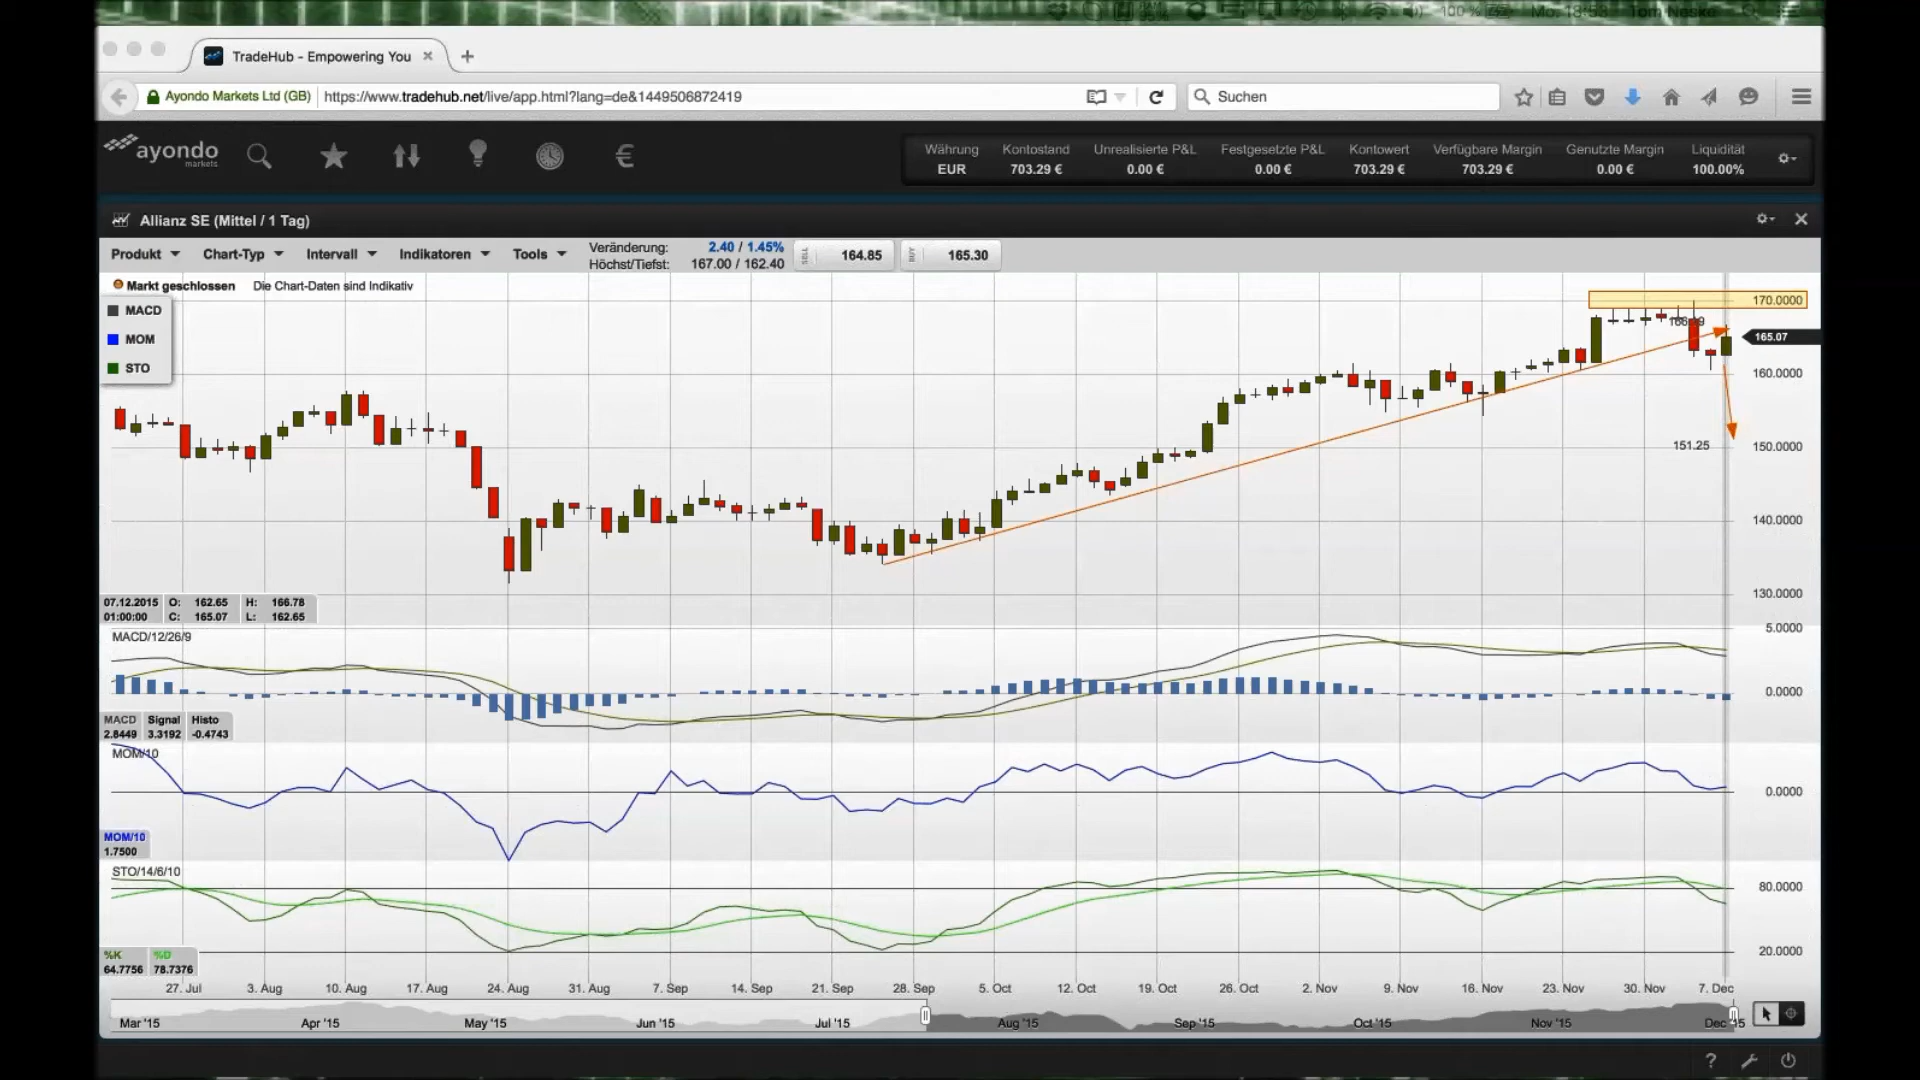 TradeHub - Empowering You
Ayondo Markets Ltd (GB)
https://www.tradehub.net/live/app.html?lang=de&1449506872419
Suchen
ayondo
markets
Währung Kontostand Unrealisierte P&L Festgesetzte P&L Kontowert Verfügbare Margin Genutzte Margin Liquidität
EUR 703.29 € 0.00 € 0.00 € 703.29 € 703.29 € 0.00 € 100.00%
Allianz SE (Mittel / 1 Tag)
Produkt Chart-Typ Intervall Indikatoren Tools
Veränderung: 2.40 / 1.45%
Höchst/Tiefst: 167.00 / 162.40
164.85 165.30
Markt geschlossen Die Chart-Daten sind Indikativ
MACD
MOM
STO
170.0000
165.07
160.0000
151.25
150.0000
140.0000
130.0000
07.12.2015 O: 162.65 H: 166.78
01:00:00 C: 165.07 L: 162.65
MACD/12/26/9
5.0000
0.0000
MACD Signal Histo
2.8449 3.3192 -0.4743
MOM/10
0.0000
MOM/10
1.7500
STO/14/6/10
80.0000
20.0000
%K %D
64.7756 78.7376
27. Jul 3. Aug 10. Aug 17. Aug 24. Aug 31. Aug 7. Sep 14. Sep 21. Sep 28. Sep 5. Oct 12. Oct 19. Oct 26. Oct 2. Nov 9. Nov 16. Nov 23. Nov 30. Nov 7. Dec
Mar '15 Apr '15 May '15 Jun '15 Jul '15 Aug '15 Sep '15 Oct '15 Nov '15 Dec '15